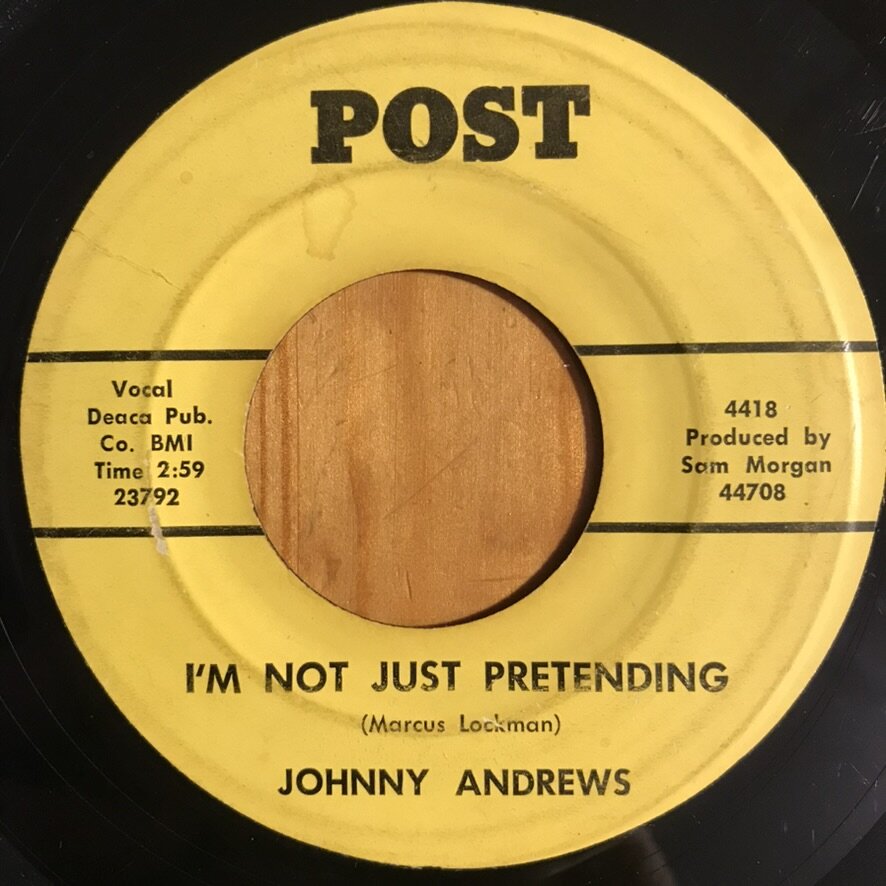 POST
Vocal
Deaca Pub.
Co. BMI
Time 2:59
23792
4418
Produced by
Sam Morgan
44708
I'M NOT JUST PRETENDING
(Marcus Lockman)
JOHNNY ANDREWS